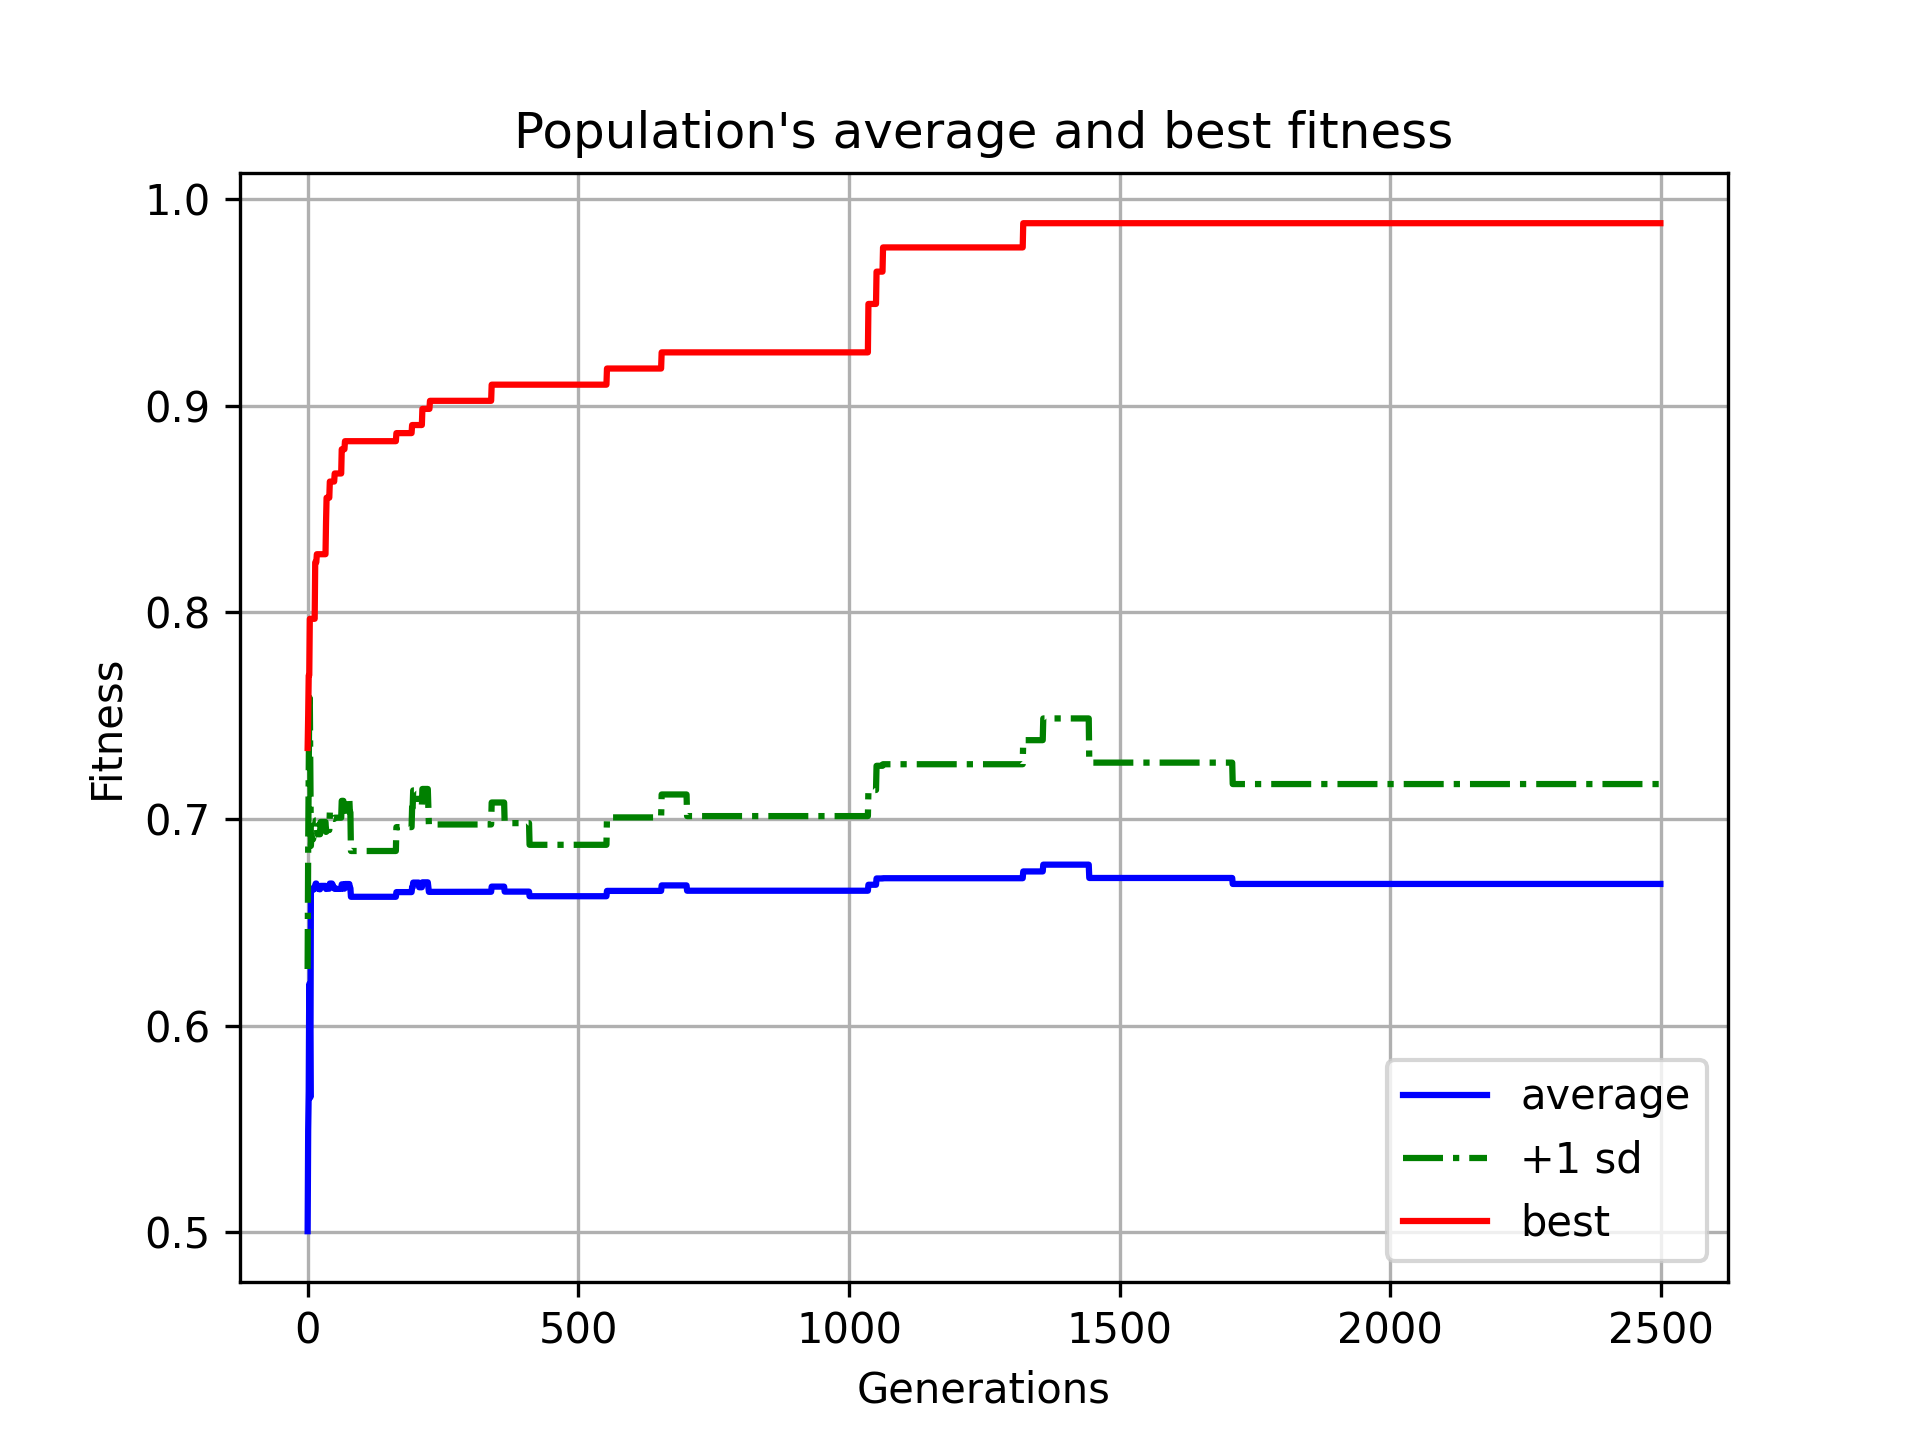 Population's average and best fitness
1.0
0.9
0.8
0.7
0.6
0.5
Fitness
0 500 1000 1500 2000 2500
Generations
average
+1 sd
best